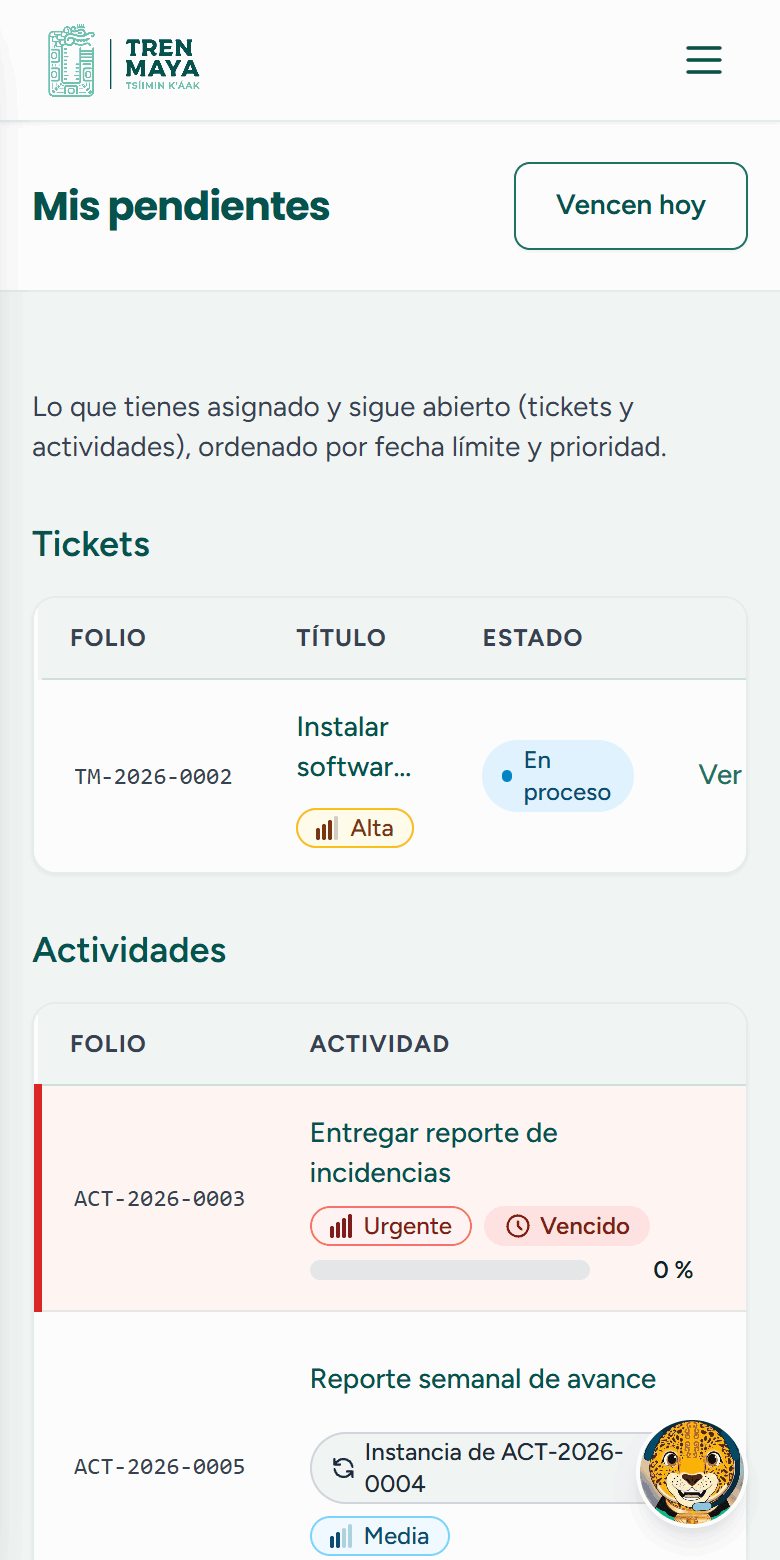 TREN
MAYA
TSÍIMIN K'ÁAK
Mis pendientes
Vencen hoy
Lo que tienes asignado y sigue abierto (tickets y
actividades), ordenado por fecha límite y prioridad.
Tickets
FOLIO TÍTULO ESTADO
Instalar
softwar...
TM-2026-0002
En
proceso
Ver
Alta
Actividades
FOLIO ACTIVIDAD
Entregar reporte de
incidencias
ACT-2026-0003
Urgente Vencido
0 %
Reporte semanal de avance
ACT-2026-0005
Instancia de ACT-2026-
0004
Media